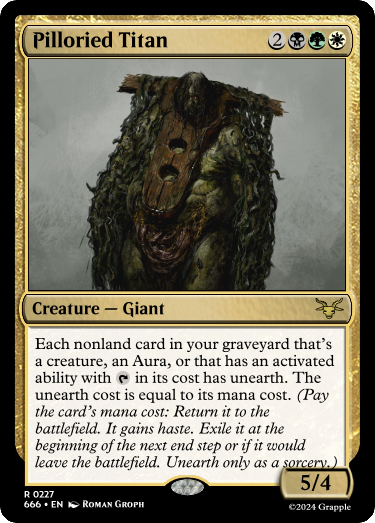 Pilloried Titan 2
Creature — Giant
Each nonland card in your graveyard that's
a creature, an Aura, or that has an activated
ability with in its cost has unearth. The
unearth cost is equal to its mana cost. (Pay
the card's mana cost: Return it to the
battlefield. It gains haste. Exile it at the
beginning of the next end step or if it would
leave the battlefield. Unearth only as a sorcery.)
5/4
R 0227
666 • EN Roman Groph
©2024 Grapple